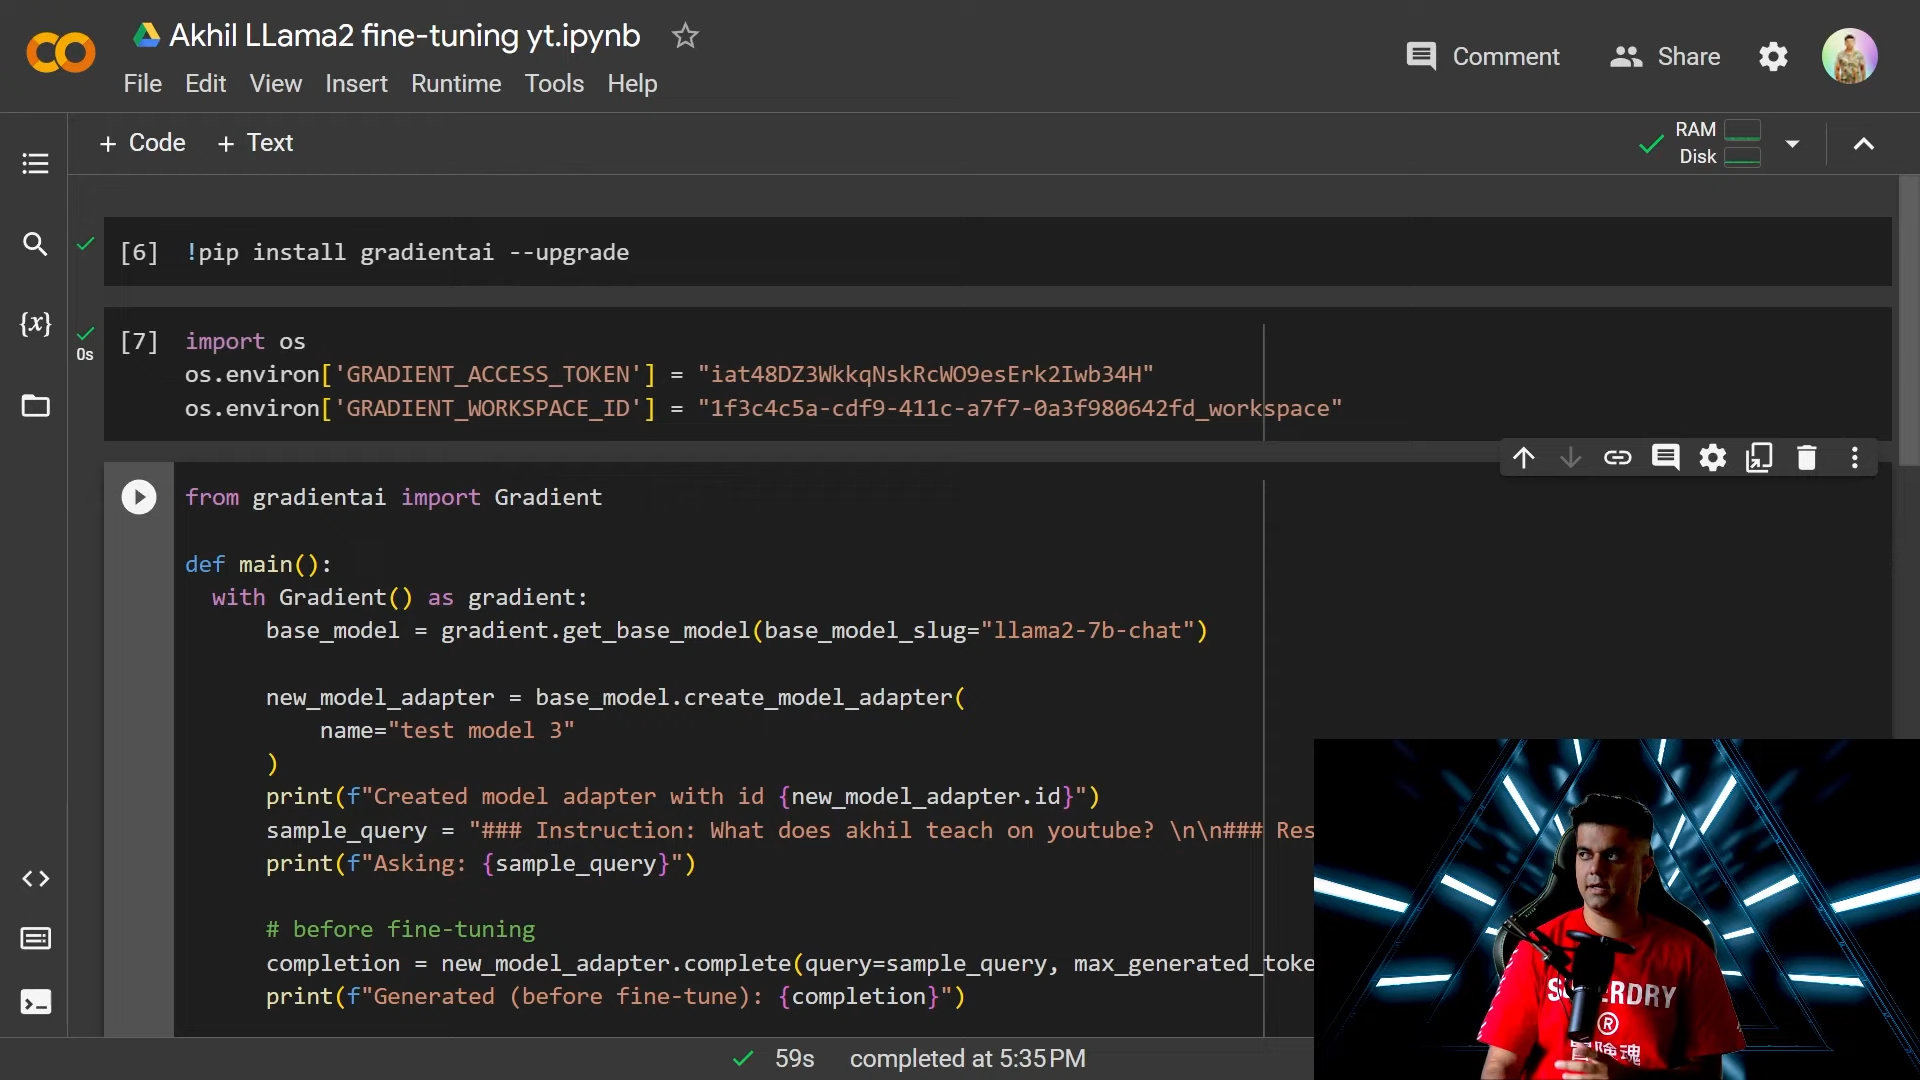 Akhil LLama2 fine-tuning yt.ipynb
File Edit View Insert Runtime Tools Help
Comment Share
+ Code + Text
RAM
Disk
[6] !pip install gradientai --upgrade
[7] import os
0s
os.environ['GRADIENT_ACCESS_TOKEN'] = "iat48DZ3WkkqNskRcWO9esErk2Iwb34H"
os.environ['GRADIENT_WORKSPACE_ID'] = "1f3c4c5a-cdf9-411c-a7f7-0a3f980642fd_workspace"
from gradientai import Gradient
def main():
with Gradient() as gradient:
base_model = gradient.get_base_model(base_model_slug="llama2-7b-chat")
new_model_adapter = base_model.create_model_adapter(
name="test model 3"
)
print(f"Created model adapter with id {new_model_adapter.id}")
sample_query = "### Instruction: What does akhil teach on youtube? \n\n### Res
print(f"Asking: {sample_query}")
# before fine-tuning
completion = new_model_adapter.complete(query=sample_query, max_generated_toke
print(f"Generated (before fine-tune): {completion}")
59s completed at 5:35 PM